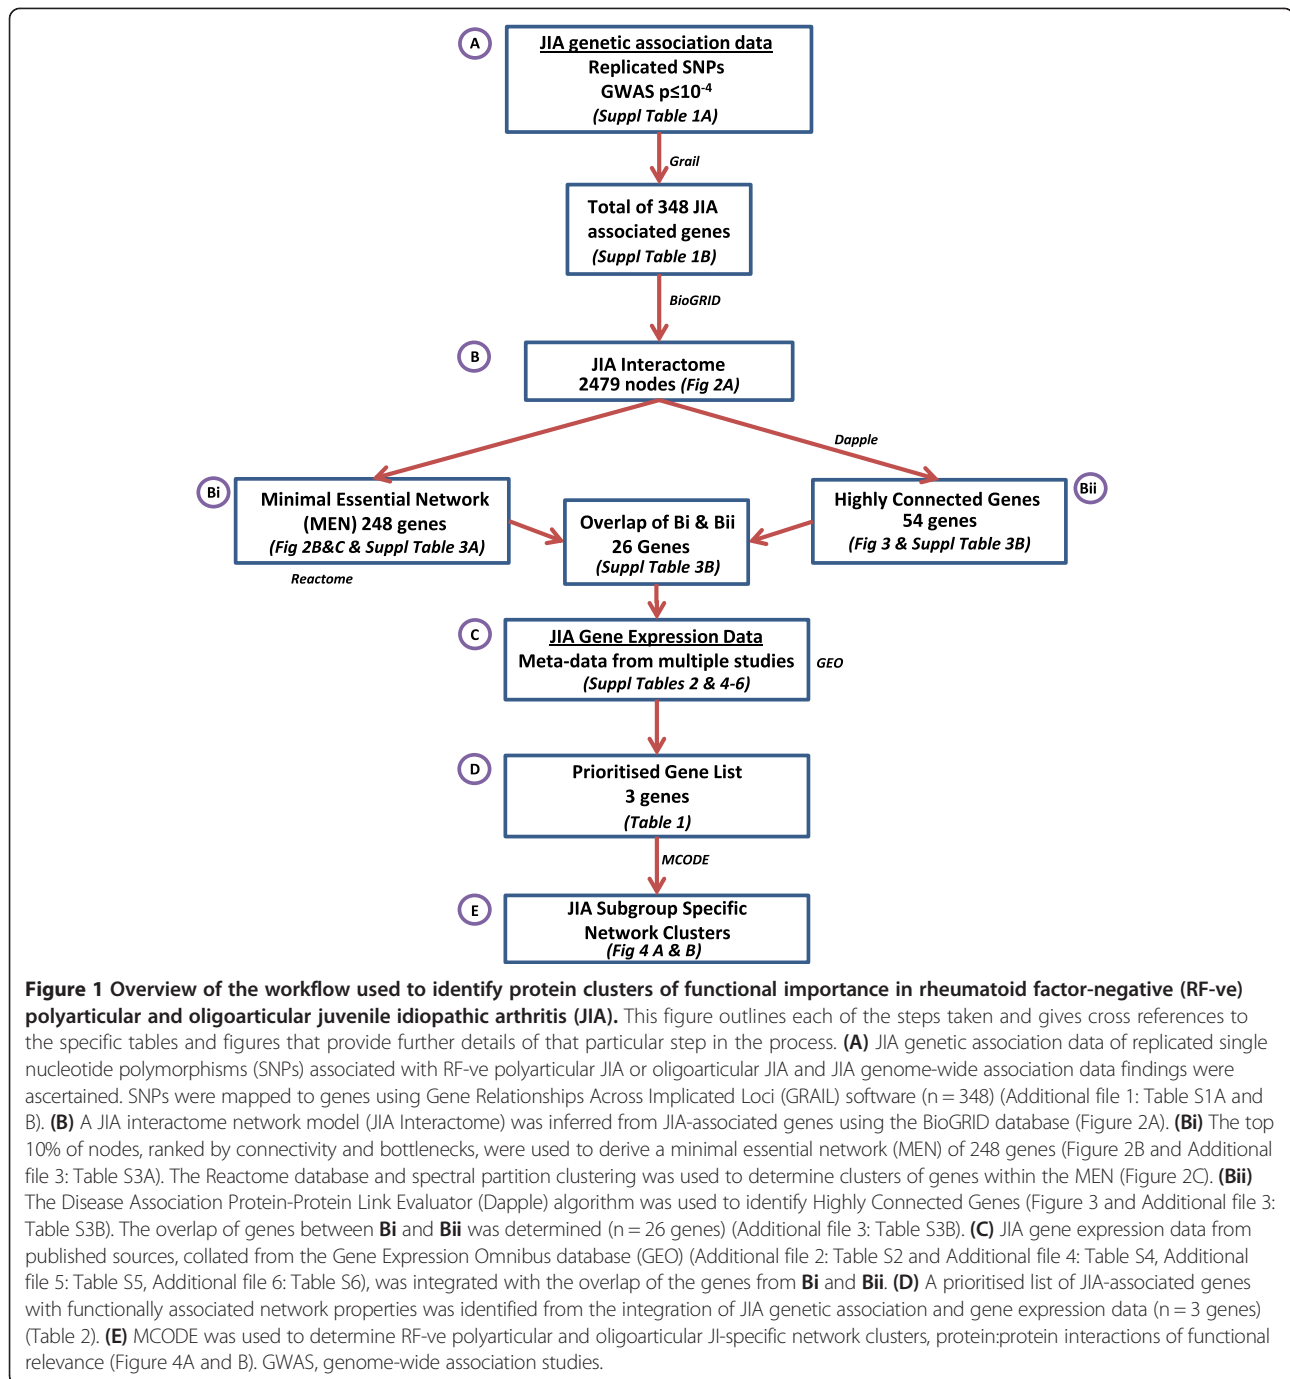 A
JIA genetic association data
Replicated SNPs
GWAS p≤10-4
(Suppl Table 1A)
Grail
Total of 348 JIA
associated genes
(Suppl Table 1B)
BioGRID
B
JIA Interactome
2479 nodes (Fig 2A)
Dapple
Bi
Minimal Essential Network
(MEN) 248 genes
(Fig 2B&C & Suppl Table 3A)
Reactome
Overlap of Bi & Bii
26 Genes
(Suppl Table 3B)
Highly Connected Genes
54 genes
(Fig 3 & Suppl Table 3B)
Bii
C
JIA Gene Expression Data
Meta-data from multiple studies
(Suppl Tables 2 & 4-6)
GEO
D
Prioritised Gene List
3 genes
(Table 1)
MCODE
E
JIA Subgroup Specific
Network Clusters
(Fig 4 A & B)
Figure 1 Overview of the workflow used to identify protein clusters of functional importance in rheumatoid factor-negative (RF-ve)
polyarticular and oligoarticular juvenile idiopathic arthritis (JIA). This figure outlines each of the steps taken and gives cross references to
the specific tables and figures that provide further details of that particular step in the process. (A) JIA genetic association data of replicated single
nucleotide polymorphisms (SNPs) associated with RF-ve polyarticular JIA or oligoarticular JIA and JIA genome-wide association data findings were
ascertained. SNPs were mapped to genes using Gene Relationships Across Implicated Loci (GRAIL) software (n = 348) (Additional file 1: Table S1A and
B). (B) A JIA interactome network model (JIA Interactome) was inferred from JIA-associated genes using the BioGRID database (Figure 2A). (Bi) The top
10% of nodes, ranked by connectivity and bottlenecks, were used to derive a minimal essential network (MEN) of 248 genes (Figure 2B and Additional
file 3: Table S3A). The Reactome database and spectral partition clustering was used to determine clusters of genes within the MEN (Figure 2C). (Bii)
The Disease Association Protein-Protein Link Evaluator (Dapple) algorithm was used to identify Highly Connected Genes (Figure 3 and Additional file 3:
Table S3B). The overlap of genes between Bi and Bii was determined (n = 26 genes) (Additional file 3: Table S3B). (C) JIA gene expression data from
published sources, collated from the Gene Expression Omnibus database (GEO) (Additional file 2: Table S2 and Additional file 4: Table S4, Additional
file 5: Table S5, Additional file 6: Table S6), was integrated with the overlap of the genes from Bi and Bii. (D) A prioritised list of JIA-associated genes
with functionally associated network properties was identified from the integration of JIA genetic association and gene expression data (n = 3 genes)
(Table 2). (E) MCODE was used to determine RF-ve polyarticular and oligoarticular JI-specific network clusters, protein:protein interactions of functional
relevance (Figure 4A and B). GWAS, genome-wide association studies.